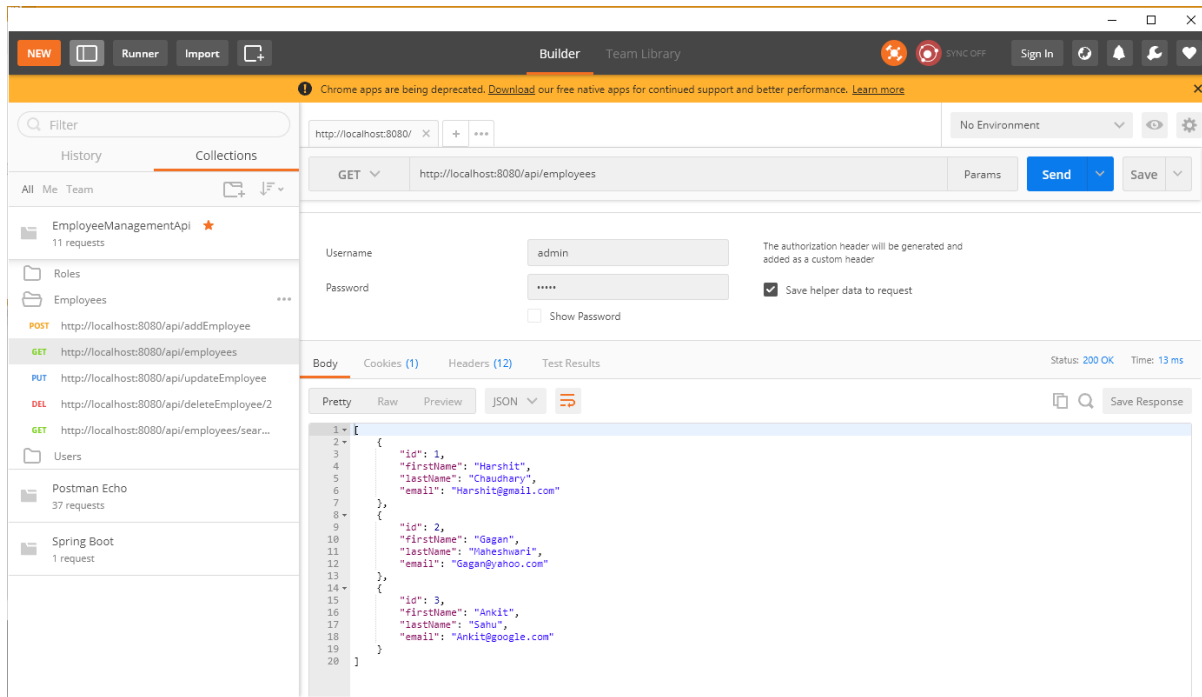 NEW Runner Import Builder Team Library SYNC OFF Sign In
Chrome apps are being deprecated. Download our free native apps for continued support and better performance. Learn more
Filter
History Collections
All Me Team
EmployeeManagementApi
11 requests
Roles
Employees
POST http://localhost:8080/api/addEmployee
GET http://localhost:8080/api/employees
PUT http://localhost:8080/api/updateEmployee
DEL http://localhost:8080/api/deleteEmployee/2
GET http://localhost:8080/api/employees/sear...
Users
Postman Echo
37 requests
Spring Boot
1 request
http://localhost:8080/
No Environment
GET http://localhost:8080/api/employees Params Send Save
Username admin
The authorization header will be generated and
added as a custom header
Password •••••
Save helper data to request
Show Password
Body Cookies (1) Headers (12) Test Results Status: 200 OK Time: 13 ms
Pretty Raw Preview JSON Save Response
1 [
2 {
3 "id": 1,
4 "firstName": "Harshit",
5 "lastName": "Chaudhary",
6 "email": "Harshit@gmail.com"
7 },
8 {
9 "id": 2,
10 "firstName": "Gagan",
11 "lastName": "Maheshwari",
12 "email": "Gagan@yahoo.com"
13 },
14 {
15 "id": 3,
16 "firstName": "Ankit",
17 "lastName": "Sahu",
18 "email": "Ankit@google.com"
19 }
20 ]